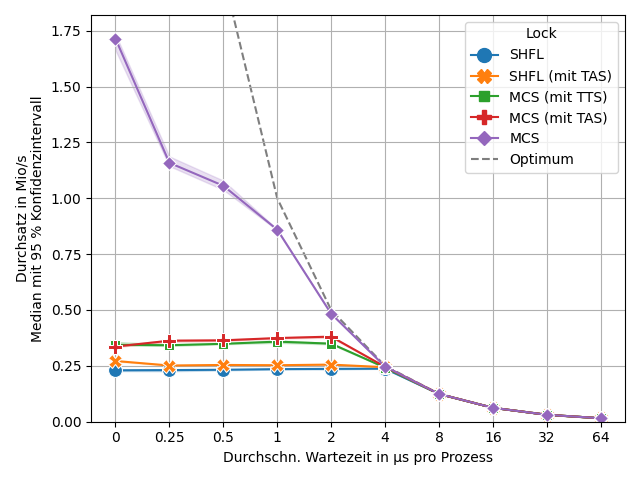 Durchsatz in Mio/s
Median mit 95 % Konfidenzintervall
1.75
1.50
1.25
1.00
0.75
0.50
0.25
0.00
Lock
SHFL
SHFL (mit TAS)
MCS (mit TTS)
MCS (mit TAS)
MCS
Optimum
0 0.25 0.5 1 2 4 8 16 32 64
Durchschn. Wartezeit in µs pro Prozess